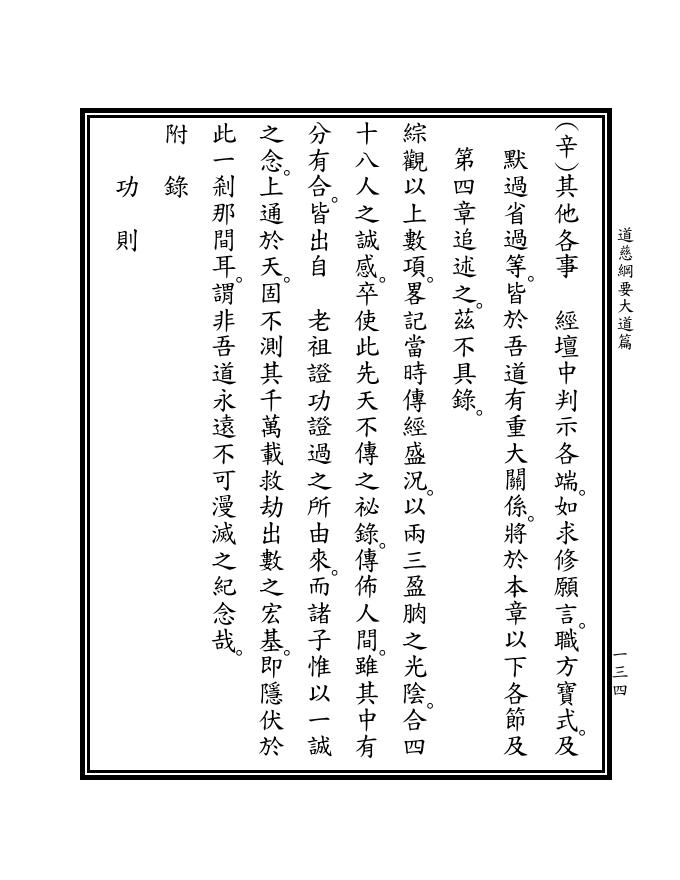 道慈綱要大道篇
一三四
(辛)其他各事　經壇中判示各端。如求修願言。職方寶式。及
默過省過等。皆於吾道有重大關係。將於本章以下各節及
第四章追述之。茲不具錄。
綜觀以上數項。畧記當時傳經盛況。以兩三盈朒之光陰。合四
十八人之誠感。卒使此先天不傳之祕錄。傳佈人間。雖其中有
分有合。皆出自　老祖證功證過之所由來。而諸子惟以一誠
之念。上通於天。固不測其千萬載救劫出數之宏基。即隱伏於
此一剎那間耳。謂非吾道永遠不可漫滅之紀念哉。
附　錄
功　則